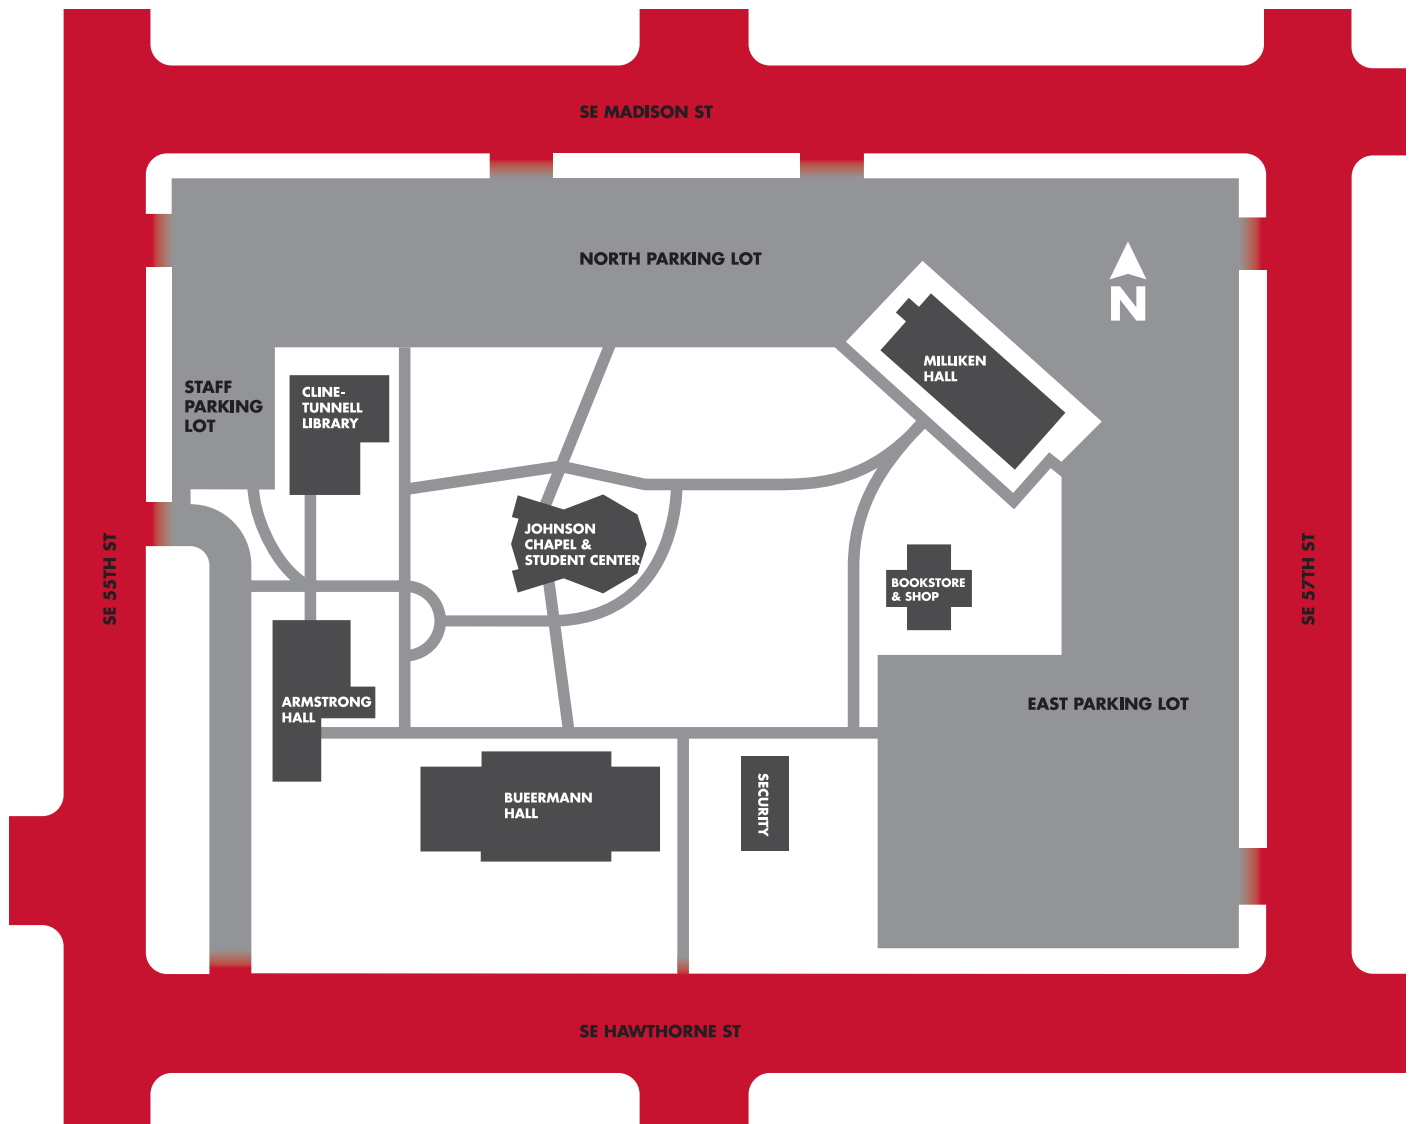 SE MADISON ST
NORTH PARKING LOT
N
MILLIKEN
HALL
STAFF
PARKING
LOT
CLINE-
TUNNELL
LIBRARY
JOHNSON
CHAPEL &
STUDENT CENTER
SE 55TH ST
SE 57TH ST
BOOKSTORE
& SHOP
ARMSTRONG
HALL
EAST PARKING LOT
BUEERMANN
HALL
SECURITY
SE HAWTHORNE ST